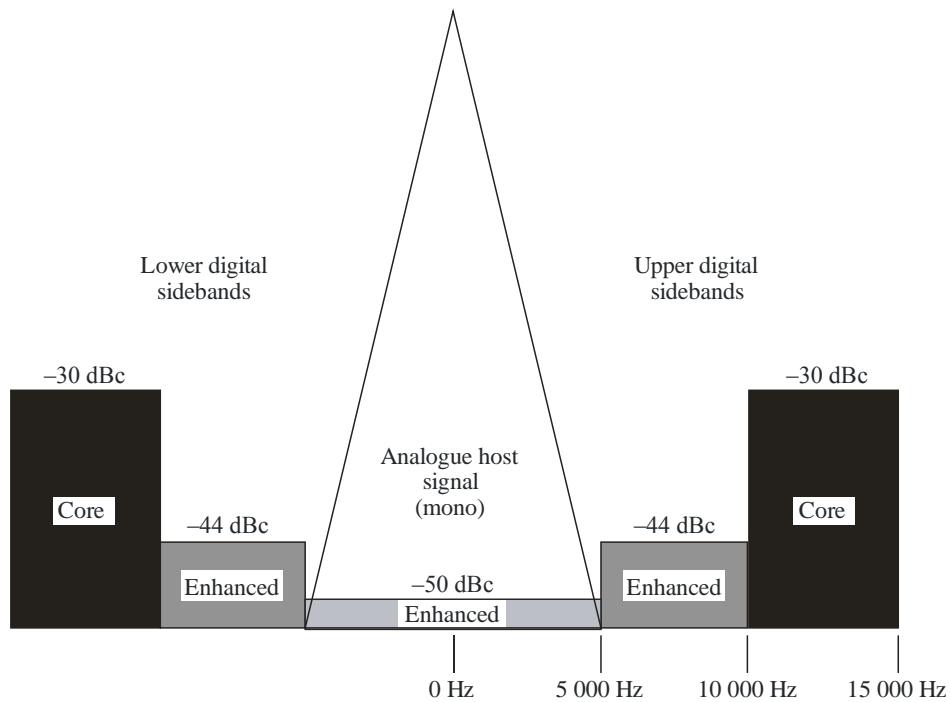 Lower digital
sidebands
Upper digital
sidebands
–30 dBc
–30 dBc
Analogue host
signal
(mono)
Core
Core
–44 dBc
–44 dBc
Enhanced
Enhanced
–50 dBc
Enhanced
0 Hz
5 000 Hz
10 000 Hz
15 000 Hz